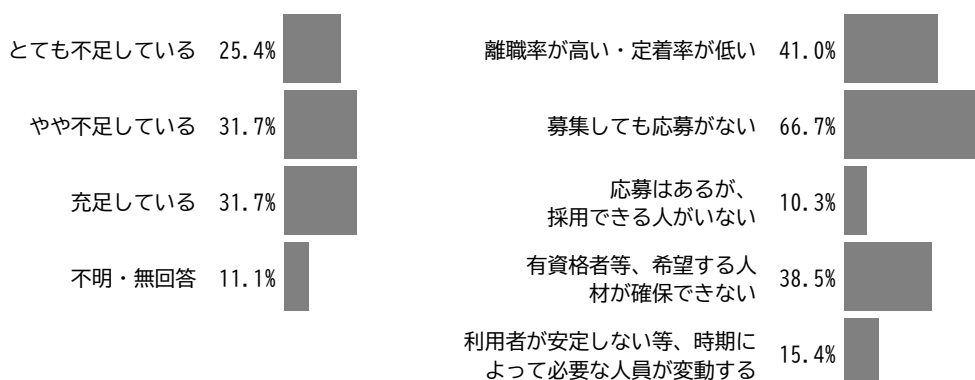 とても不足している 25.4%
やや不足している 31.7%
充足している 31.7%
不明・無回答 11.1%
離職率が高い・定着率が低い 41.0%
募集しても応募がない 66.7%
応募はあるが、
採用できる人がいない 10.3%
有資格者等、希望する人
材が確保できない 38.5%
利用者が安定しない等、時期に
よって必要な人員が変動する 15.4%